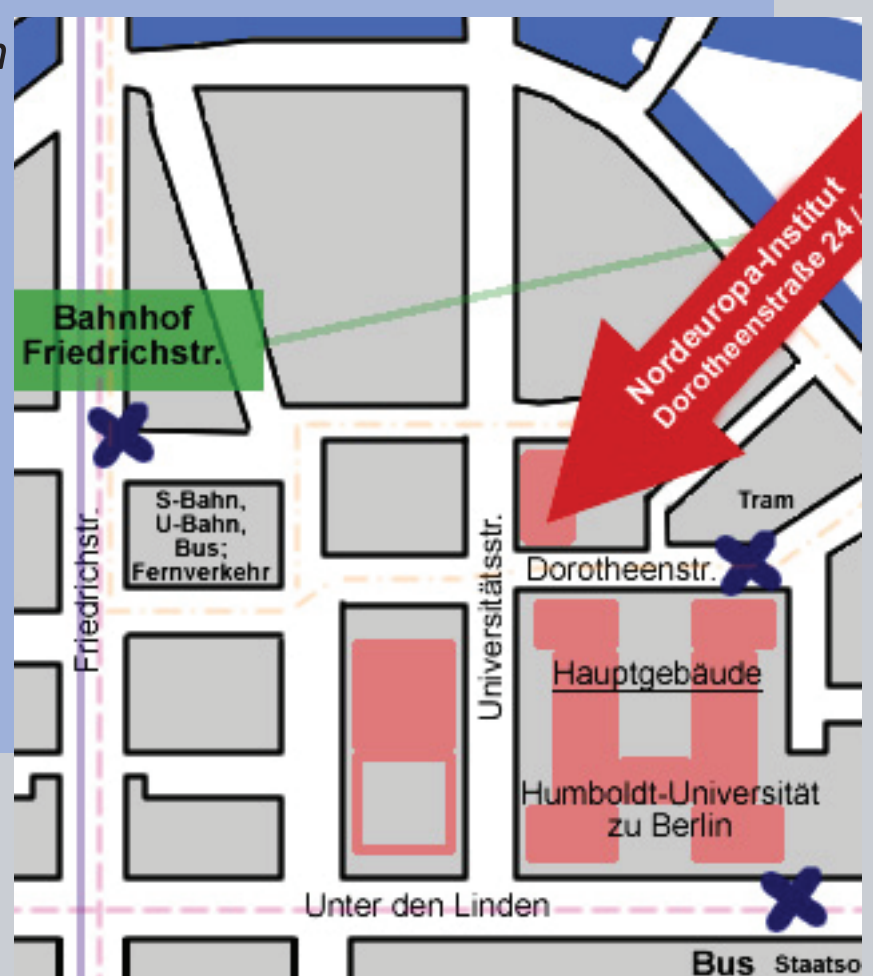 Nordeuropa-Institut
Dorotheenstraße 24 /
Bahnhof
Friedrichstr.
S-Bahn,
U-Bahn,
Bus;
Fernverkehr
Tram
Friedrichstr.
Universitätsstr.
Dorotheenstr.
Hauptgebäude
Humboldt-Universität
zu Berlin
Unter den Linden
Bus Staatso